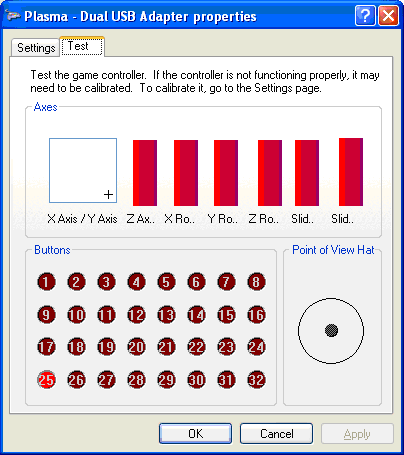 Plasma - Dual USB Adapter properties
Settings Test
Test the game controller. If the controller is not functioning properly, it may
need to be calibrated. To calibrate it, go to the Settings page.
Axes
X Axis / Y Axis Z Ax.. X Ro.. Y Ro.. Z Ro.. Slid.. Slid..
Buttons Point of View Hat
1 2 3 4 5 6 7 8
9 10 11 12 13 14 15 16
17 18 19 20 21 22 23 24
25 26 27 28 29 30 31 32
OK Cancel Apply